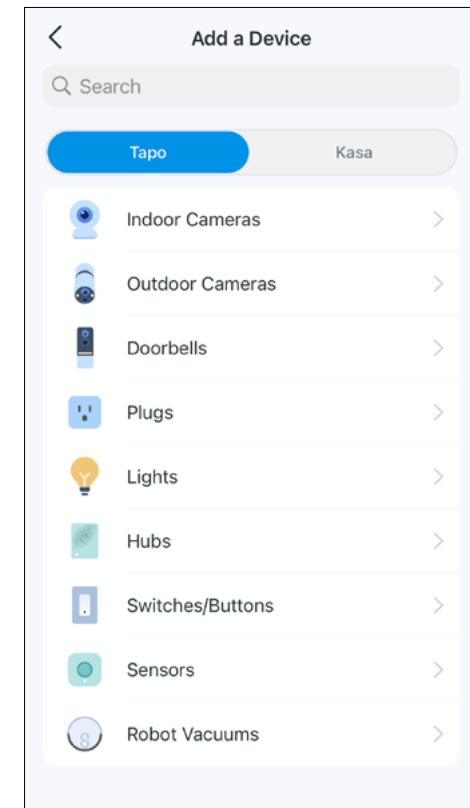 Add a Device
Search
Tapo
Kasa
Indoor Cameras
Outdoor Cameras
Doorbells
Plugs
Lights
Hubs
Switches/Buttons
Sensors
Robot Vacuums